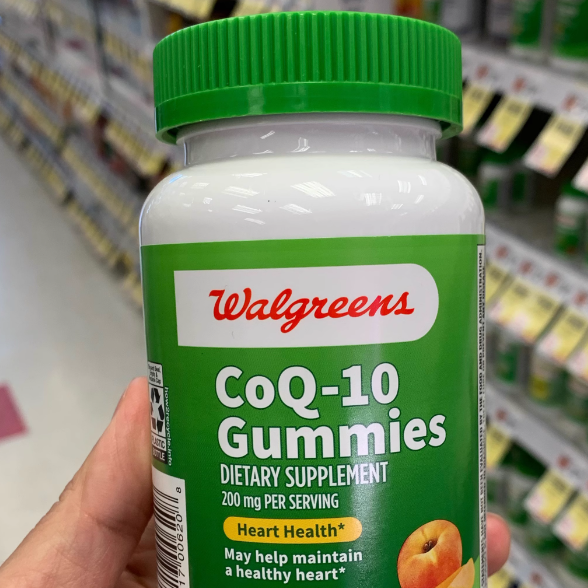 Walgreens
CoQ-10
Gummies
DIETARY SUPPLEMENT
200 mg PER SERVING
Heart Health*
May help maintain
a healthy heart*